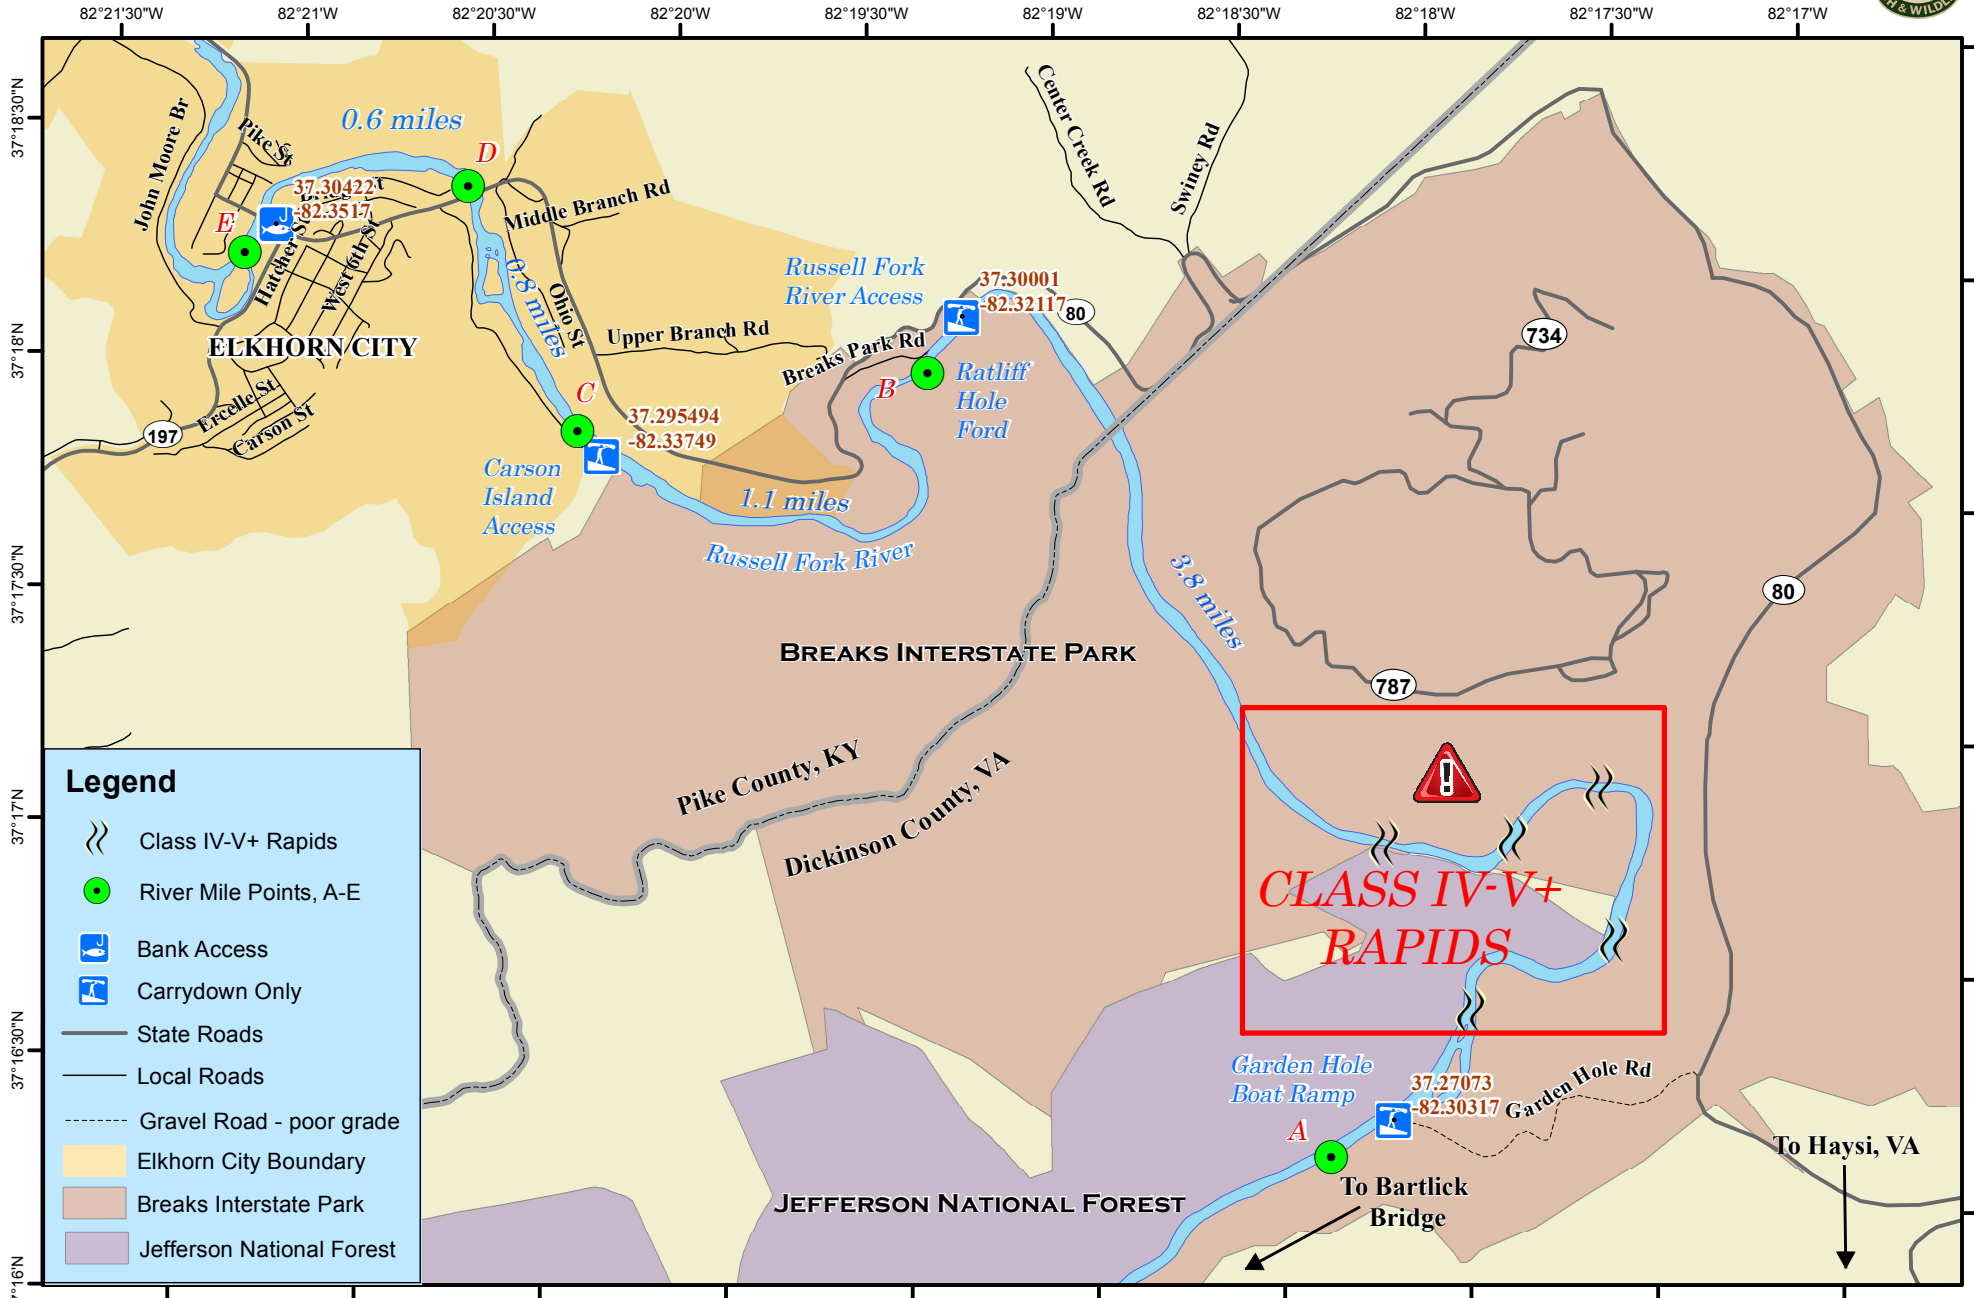 82°21'30"W
82°21'W
82°20'30"W
82°20'W
82°19'30"W
82°19'W
82°18'30"W
82°18'W
82°17'30"W
82°17'W
H & WILDL
37°18'30"N
37°18'N
37°17'30"N
37°17'N
37°16'30"N
7°16'N
John Moore Br
Pike St
0.6 miles
D
37.30422
-82.3517
E
Hatcher St
West 6th St
Middle Branch Rd
0.8 miles
Ohio St
Upper Branch Rd
ELKHORN CITY
Ercelle St
Carson St
197
C
37.295494
-82.33749
Carson
Island
Access
Russell Fork
River Access
37.30001
-82.32117
80
Breaks Park Rd
B
Ratliff
Hole
Ford
Center Creek Rd
Swiney Rd
734
1.1 miles
Russell Fork River
3.8 miles
80
BREAKS INTERSTATE PARK
787
Pike County, KY
Dickinson County, VA
CLASS IV-V+
RAPIDS
Garden Hole
Boat Ramp
37.27073
-82.30317
Garden Hole Rd
A
To Bartlick
Bridge
To Haysi, VA
JEFFERSON NATIONAL FOREST
Legend
Class IV-V+ Rapids
River Mile Points, A-E
Bank Access
Carrydown Only
State Roads
Local Roads
Gravel Road - poor grade
Elkhorn City Boundary
Breaks Interstate Park
Jefferson National Forest